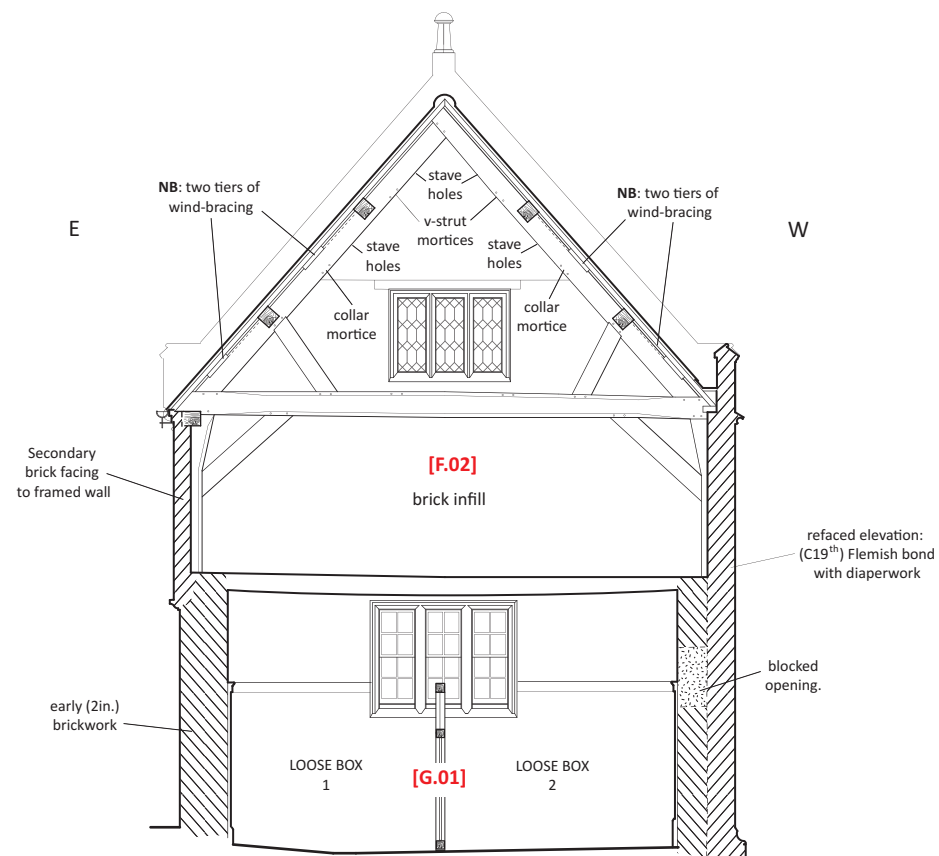 stave
holes
NB: two tiers of
wind-bracing
NB: two tiers of
wind-bracing
E
W
v-strut
mortices
stave
holes
stave
holes
collar
mortice
collar
mortice
Secondary
brick facing
to framed wall
[F.02]
brick infill
refaced elevation:
(C19th) Flemish bond
with diaperwork
blocked
opening.
early (2in.)
brickwork
LOOSE BOX
1
[G.01]
LOOSE BOX
2